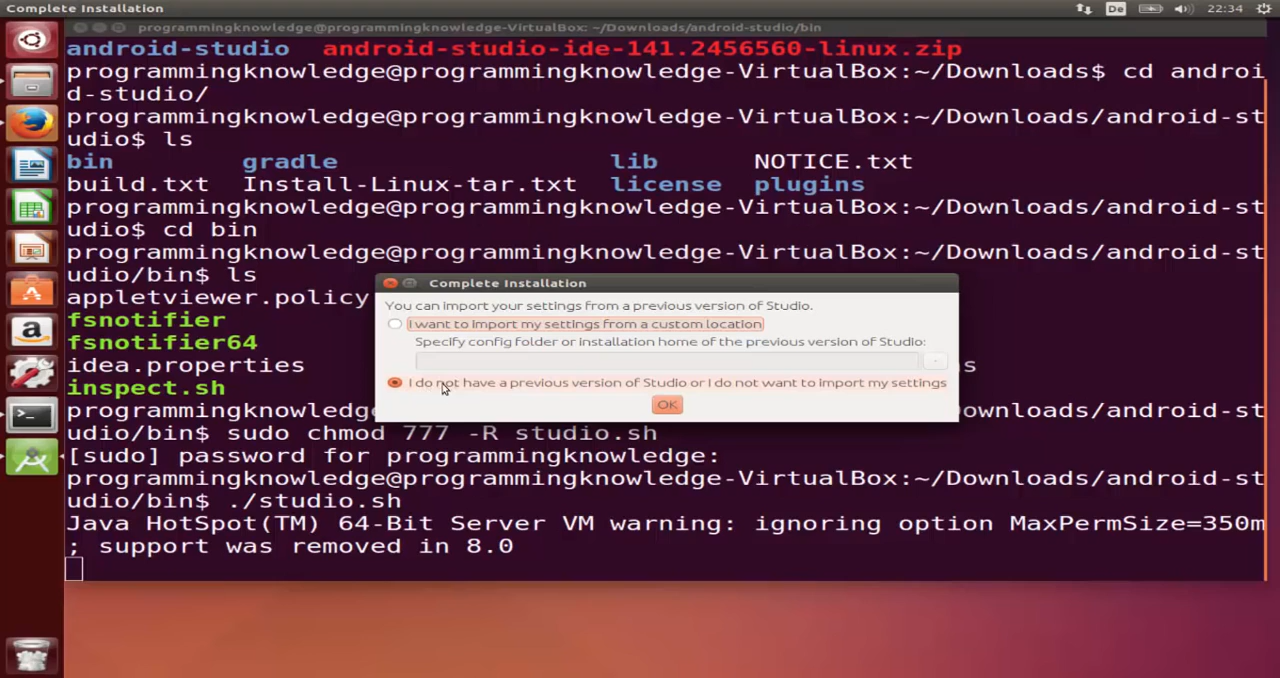 Complete Installation
De
22:34
programmingknowledge@programmingknowledge-VirtualBox: ~/Downloads/android-studio/bin
android-studio android-studio-ide-141.2456560-linux.zip
programmingknowledge@programmingknowledge-VirtualBox:~/Downloads$ cd androi
d-studio/
programmingknowledge@programmingknowledge-VirtualBox:~/Downloads/android-st
udio$ ls
bin gradle lib NOTICE.txt
build.txt Install-Linux-tar.txt license plugins
programmingknowledge@programmingknowledge-VirtualBox:~/Downloads/android-st
udio$ cd bin
programmingknowledge@programmingknowledge-VirtualBox:~/Downloads/android-st
udio/bin$ ls
appletviewer.policy
fsnotifier
fsnotifier64
idea.properties
inspect.sh
Complete Installation
You can import your settings from a previous version of Studio.
I want to import my settings from a custom location
Specify config folder or installation home of the previous version of Studio:
I do not have a previous version of Studio or I do not want to import my settings
OK
programmingknowledge@programmingknowledge-VirtualBox:~/Downloads/android-st
udio/bin$ sudo chmod 777 -R studio.sh
[sudo] password for programmingknowledge:
programmingknowledge@programmingknowledge-VirtualBox:~/Downloads/android-st
udio/bin$ ./studio.sh
Java HotSpot(TM) 64-Bit Server VM warning: ignoring option MaxPermSize=350m
; support was removed in 8.0